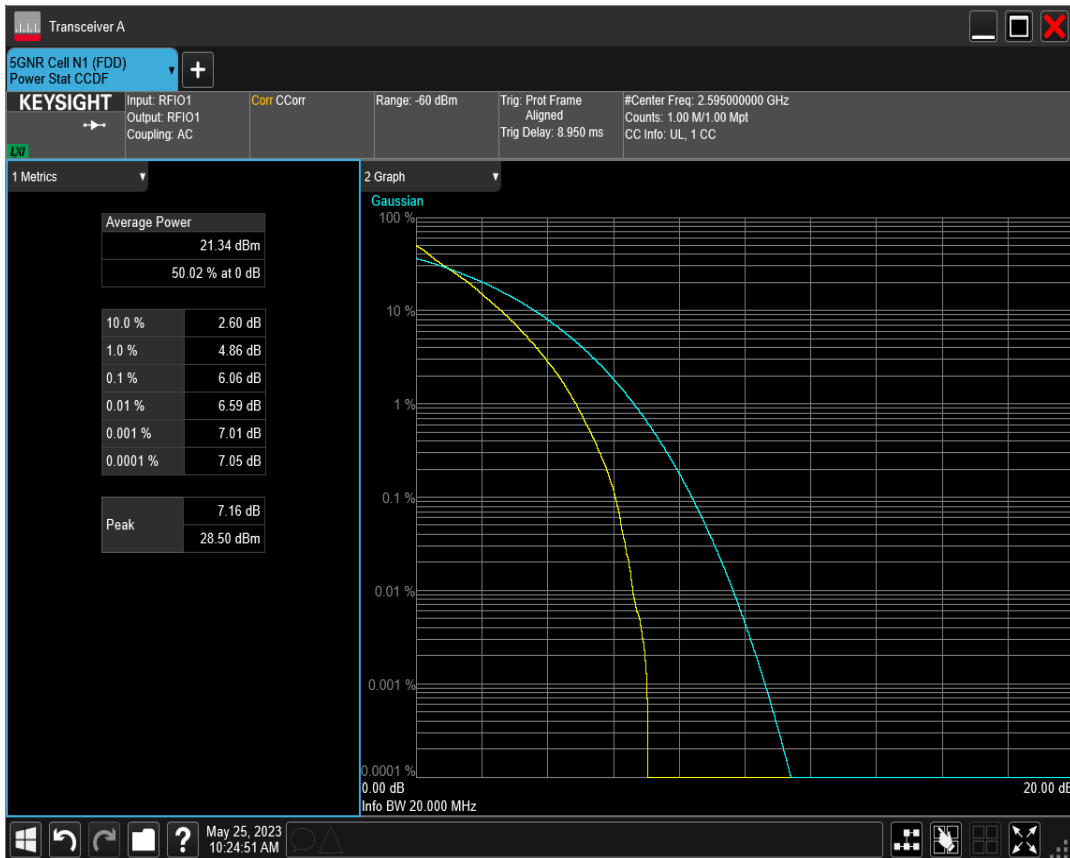 Transceiver A
5GNR Cell N1 (FDD)
Power Stat CCDF
KEYSIGHT
LXI
Input: RFIO1
Output: RFIO1
Coupling: AC
Corr CCorr
Range: -60 dBm
Trig: Prot Frame
Aligned
Trig Delay: 8.950 ms
#Center Freq: 2.595000000 GHz
Counts: 1.00 M/1.00 Mpt
CC Info: UL, 1 CC
1 Metrics
Average Power
21.34 dBm
50.02 % at 0 dB
10.0 % 2.60 dB
1.0 % 4.86 dB
0.1 % 6.06 dB
0.01 % 6.59 dB
0.001 % 7.01 dB
0.0001 % 7.05 dB
Peak 7.16 dB
28.50 dBm
2 Graph
Gaussian
100 %
10 %
1 %
0.1 %
0.01 %
0.001 %
0.0001 %
0.00 dB 20.00 dB
Info BW 20.000 MHz
?
May 25, 2023
10:24:51 AM